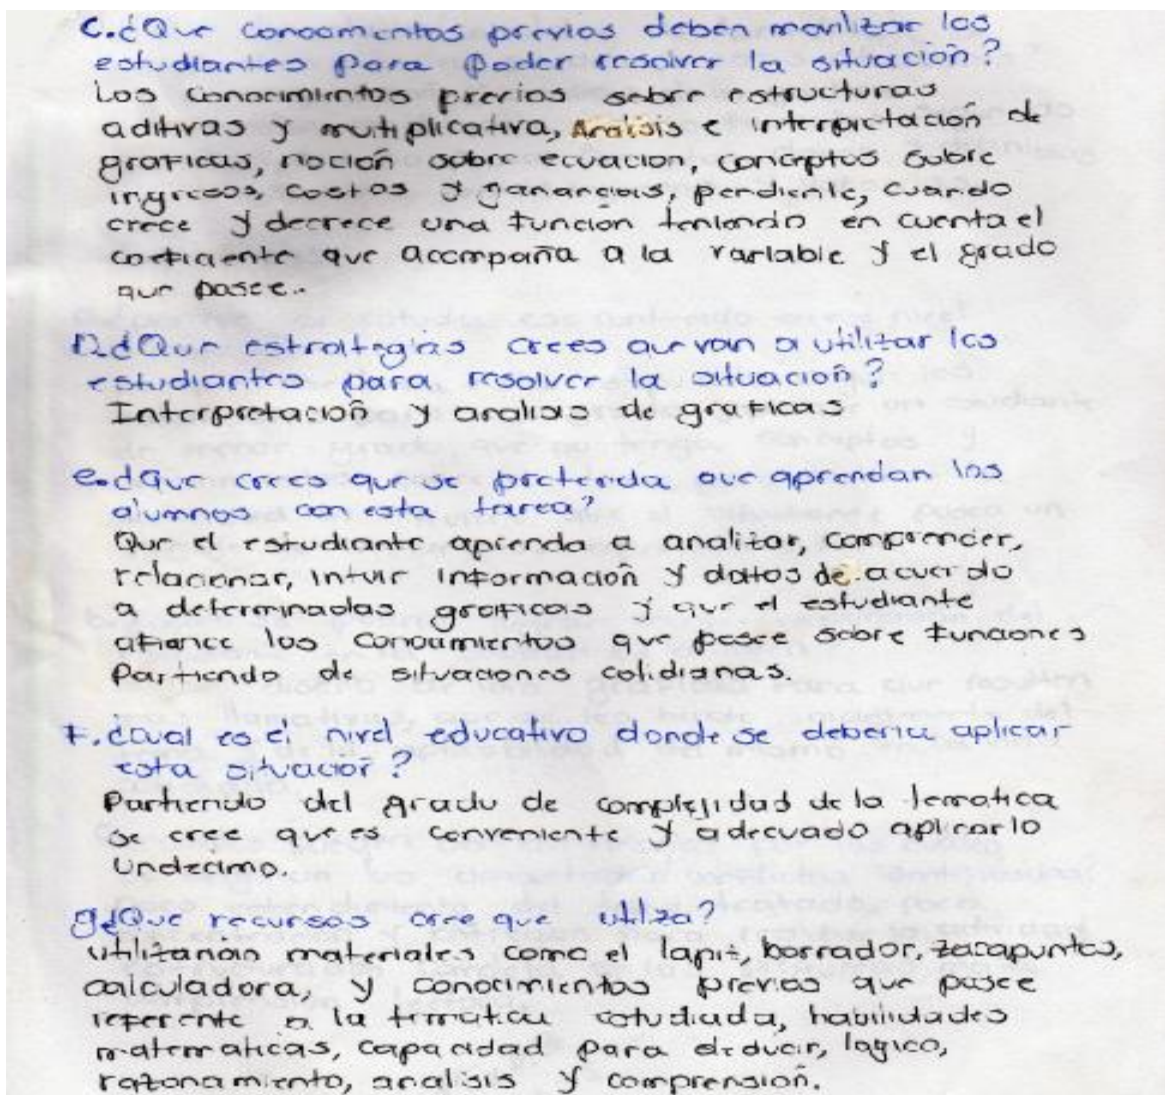 C. ¿Que conocimientos previos deben movilizar los
estudiantes para poder resolver la situación?
Los conocimientos previos sobre estructuras
aditivas y multiplicativa, Analisis e interpretación de
graficas, noción sobre ecuacion, conceptos sobre
ingresos, costos y ganancias, pendiente, cuando
crece y decrece una función teniendo en cuenta el
coeficiente que acompaña a la variable y el grado
que posee..
D. ¿Que estrategias crees que van a utilizar los
estudiantes para resolver la situación?
Interpretación y analisis de graficas
e. ¿Que crees que se pretenda que aprendan los
alumnos con esta tarea?
Que el estudiante aprenda a analizar, comprender,
relacionar, intuir información y datos de acuerdo
a determinadas graficas y que el estudiante
afiance los conocimientos que posee sobre funciones
Partiendo de situaciones cotidianas.
F. ¿cual es el nivel educativo donde se deberia aplicar
esta situación?
Partiendo del grado de complejidad de la tematica
se cree que es conveniente y adecuado aplicarlo
Undecimo.
g ¿Que recursos cree que utiliza?
utilizarian materiales como el lapiz, borrador, zacapuntas,
calculadora, y conocimientos previos que posee
referente a la tematica estudiada, habilidades
matematicas, capacidad para deducir, logico,
razonamiento, analisis y comprensión.